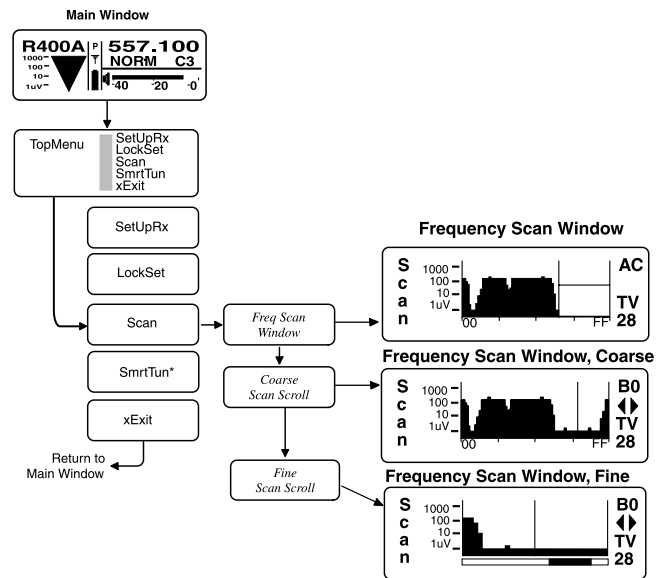 Main Window
R400A P 557.100
NORM C3
1000
100
10
1uV
-40 -20 -0
TopMenu
SetUpRx
LockSet
Scan
SmrtTun
xExit
SetUpRx
LockSet
Scan
SmrtTun*
xExit
Return to
Main Window
Freq Scan
Window
Coarse
Scan Scroll
Fine
Scan Scroll
Frequency Scan Window
Scan
1000
100
10
1uV
00 FF
AC
TV
28
Frequency Scan Window, Coarse
Scan
1000
100
10
1uV
00 FF
B0
TV
28
Frequency Scan Window, Fine
Scan
1000
100
10
1uV
B0
TV
28